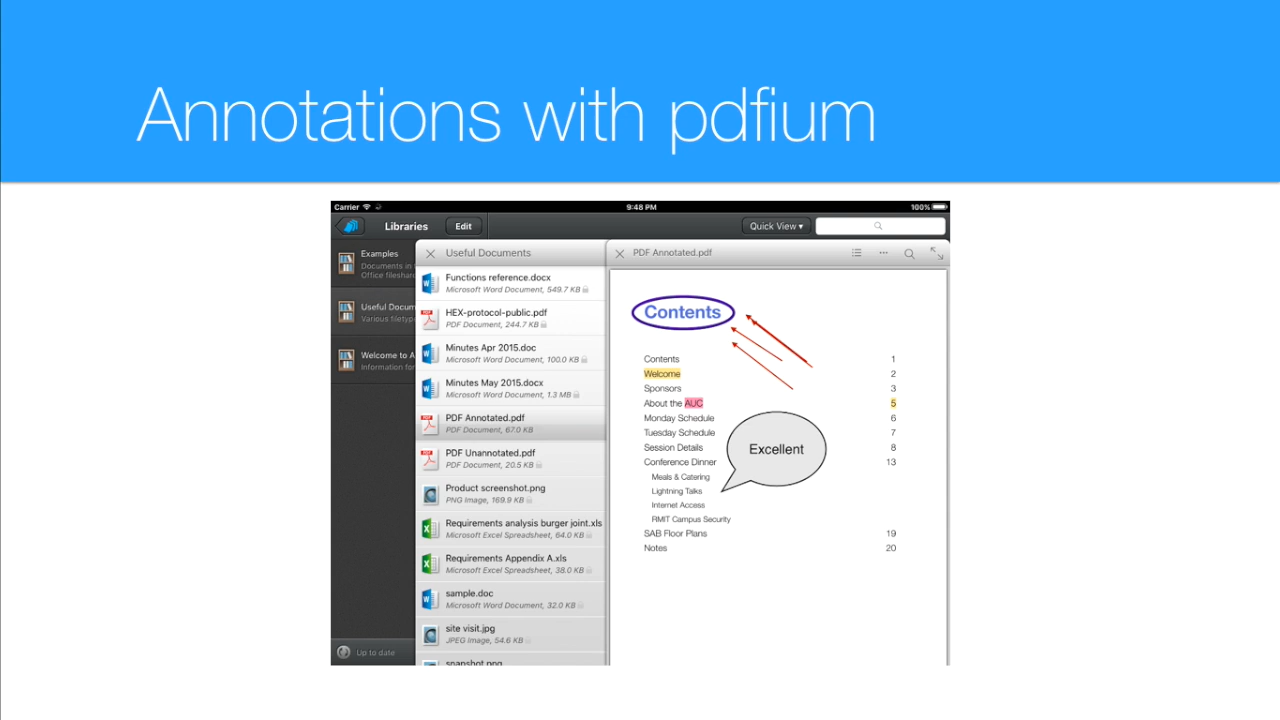 Annotations with pdfium
Carrier
9:48 PM
100%
Libraries
Edit
Quick View ▾
Examples
Documents in
Office fileshar
Useful Docum
Various filetyp
Welcome to A
Information for
Up to date
Useful Documents
Functions reference.docx
Microsoft Word Document, 549.7 KB
HEX-protocol-public.pdf
PDF Document, 244.7 KB
Minutes Apr 2015.doc
Microsoft Word Document, 100.0 KB
Minutes May 2015.docx
Microsoft Word Document, 1.3 MB
PDF Annotated.pdf
PDF Document, 67.0 KB
PDF Unannotated.pdf
PDF Document, 20.5 KB
Product screenshot.png
PNG Image, 169.9 KB
Requirements analysis burger joint.xls
Microsoft Excel Spreadsheet, 64.0 KB
Requirements Appendix A.xls
Microsoft Excel Spreadsheet, 38.0 KB
sample.doc
Microsoft Word Document, 32.0 KB
site visit.jpg
JPEG Image, 54.6 KB
snapshot.png
PDF Annotated.pdf
Contents
Contents 1
Welcome 2
Sponsors 3
About the AUC 5
Monday Schedule 6
Tuesday Schedule 7
Session Details 8
Conference Dinner 13
Meals & Catering
Lightning Talks
Internet Access
RMIT Campus Security
SAB Floor Plans 19
Notes 20
Excellent